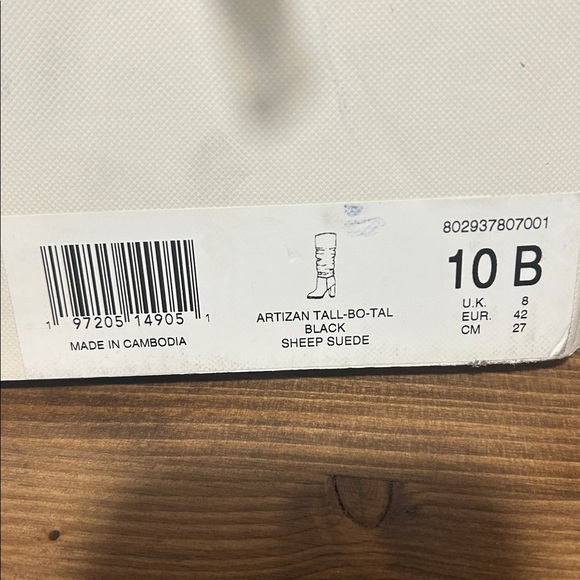 802937807001
10 B
U.K. 8
EUR. 42
CM 27
ARTIZAN TALL-BO-TAL
BLACK
SHEEP SUEDE
1 97205 14905 1
MADE IN CAMBODIA